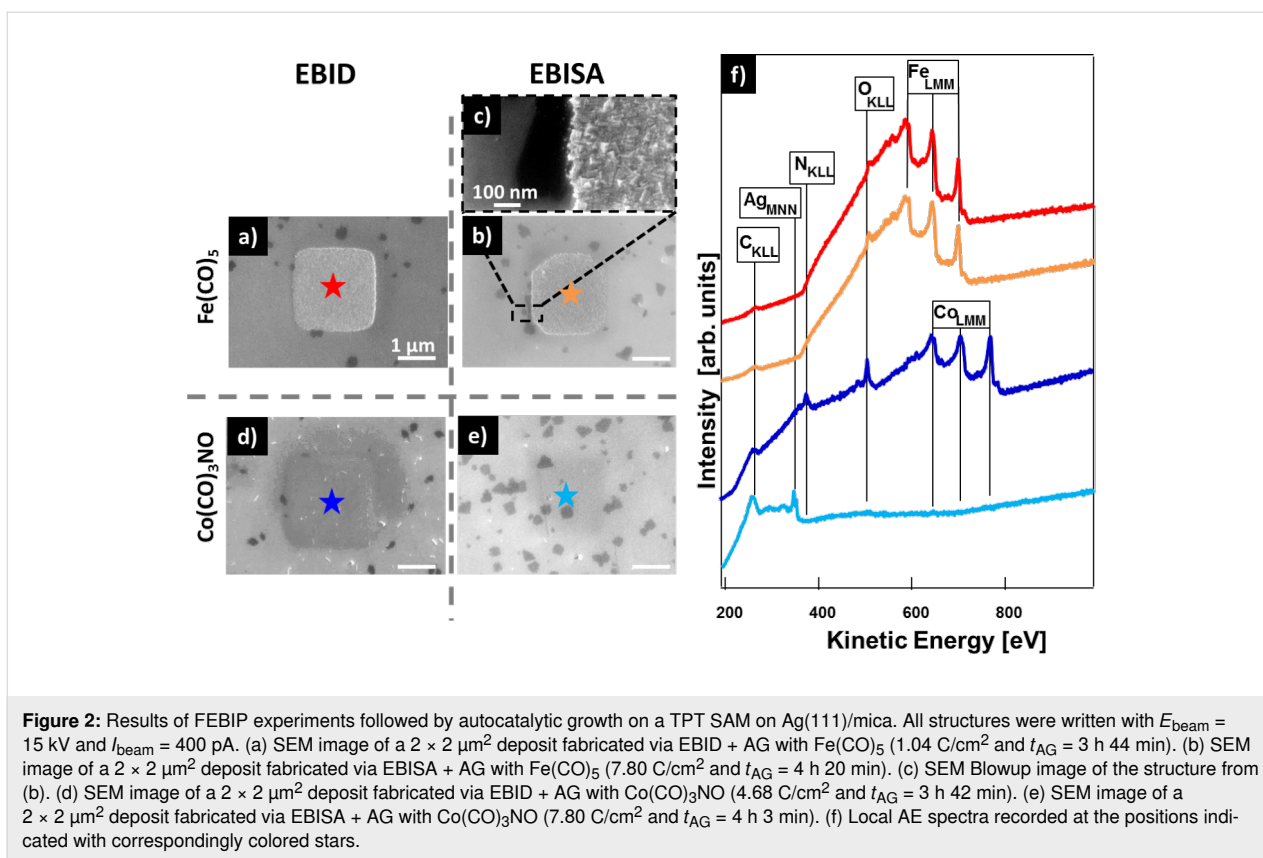 EBID
EBISA
c)
100 nm
Fe(CO)5
a)
1 µm
b)
Co(CO)3NO
d)
e)
f)
FeLMM
OKLL
NKLL
AgMNN
CKLL
CoLMM
Intensity [arb. units]
200 400 600 800
Kinetic Energy [eV]
Figure 2: Results of FEBIP experiments followed by autocatalytic growth on a TPT SAM on Ag(111)/mica. All structures were written with Ebeam =
15 kV and Ibeam = 400 pA. (a) SEM image of a 2 × 2 µm² deposit fabricated via EBID + AG with Fe(CO)5 (1.04 C/cm² and tAG = 3 h 44 min). (b) SEM
image of a 2 × 2 µm² deposit fabricated via EBISA + AG with Fe(CO)5 (7.80 C/cm² and tAG = 4 h 20 min). (c) SEM Blowup image of the structure from
(b). (d) SEM image of a 2 × 2 µm² deposit fabricated via EBID + AG with Co(CO)3NO (4.68 C/cm² and tAG = 3 h 42 min). (e) SEM image of a
2 × 2 µm² deposit fabricated via EBISA + AG with Co(CO)3NO (7.80 C/cm² and tAG = 4 h 3 min). (f) Local AE spectra recorded at the positions indi-
cated with correspondingly colored stars.